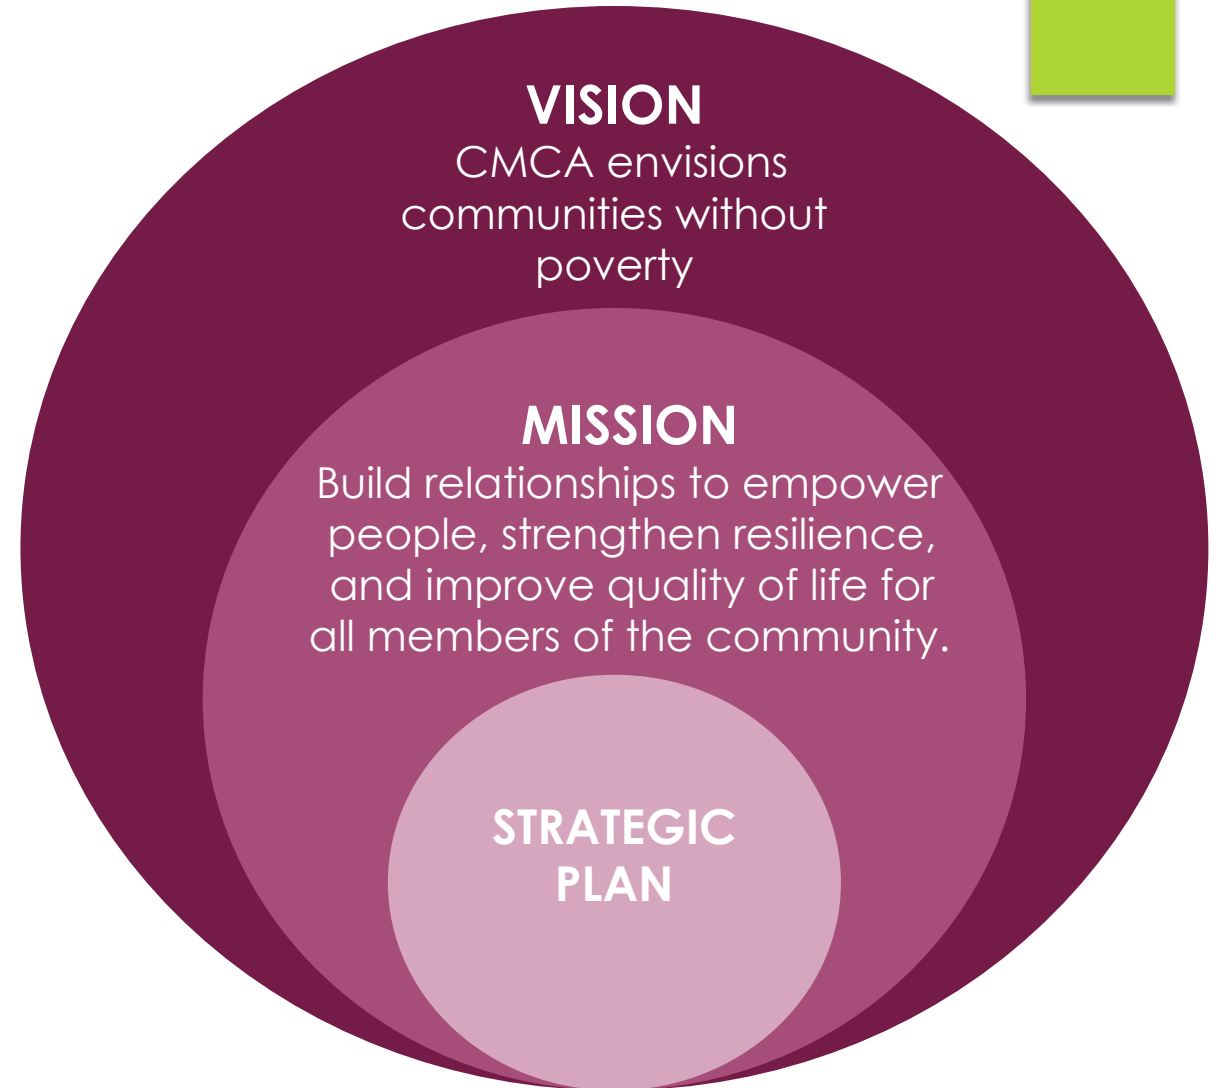 VISION
CMCA envisions
communities without
poverty
MISSION
Build relationships to empower
people, strengthen resilience,
and improve quality of life for
all members of the community.
STRATEGIC
PLAN